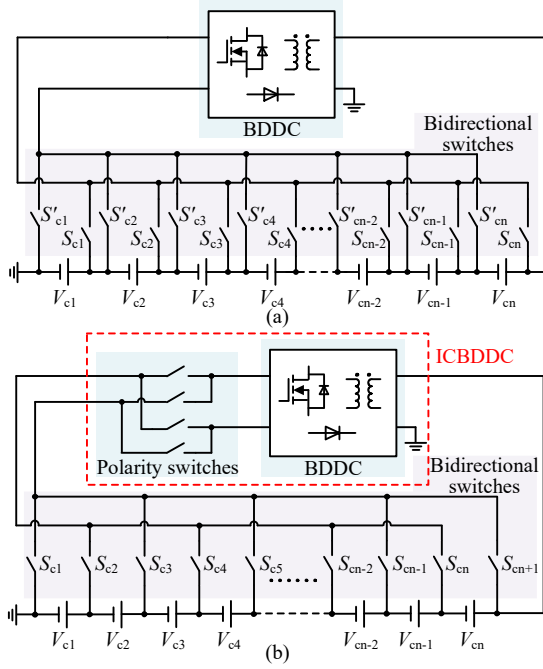 (a)
BDDC
Bidirectional
switches
S'c1 S'c2 S'c3 S'c4 S'cn-2 S'cn-1 S'cn
Sc1 Sc2 Sc3 Sc4 Scn-2 Scn-1 Scn
Vc1 Vc2 Vc3 Vc4 Vcn-2 Vcn-1 Vcn
(a)
ICBDDC
Polarity switches
BDDC
Bidirectional
switches
Sc1 Sc2 Sc3 Sc4 Sc5 Scn-2 Scn-1 Scn Scn+1
Vc1 Vc2 Vc3 Vc4 Vcn-2 Vcn-1 Vcn
(b)